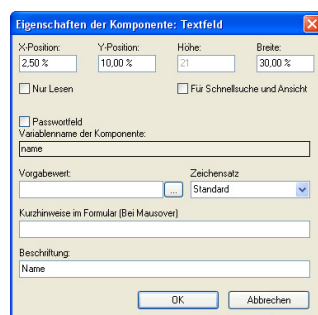 Eigenschaften der Komponente: Textfeld
X-Position: Y-Position: Höhe: Breite:
2,50 % 10,00 % 21 30,00 %
Nur Lesen Für Schnellsuche und Ansicht
Passwortfeld
Variablenname der Komponente:
name
Vorgabewert: Zeichensatz
... Standard
Kurzhinweise im Formular (Bei Mausover)
Beschriftung:
Name
OK Abbrechen